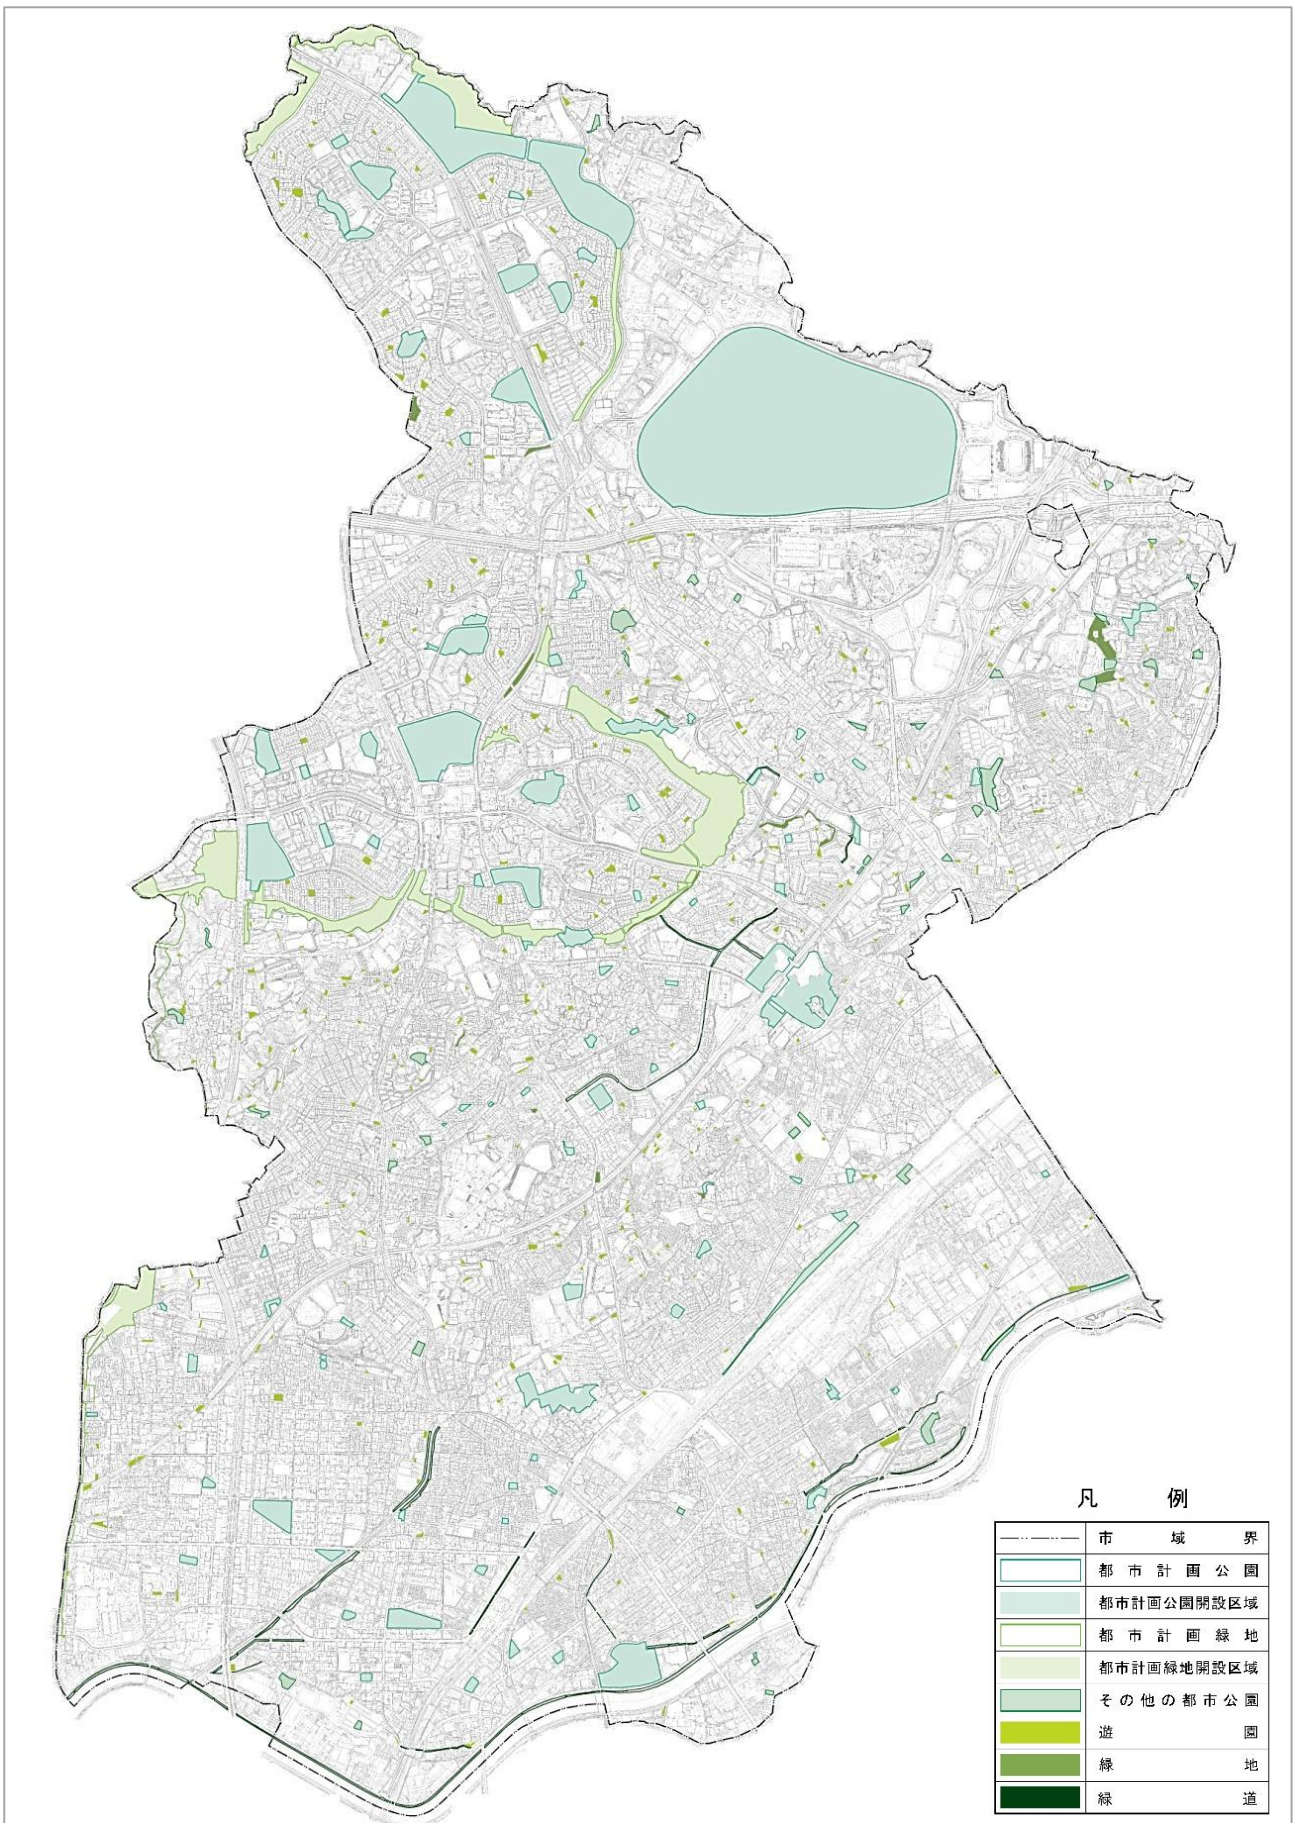 凡例
市域界
都市計画公園
都市計画公園開設区域
都市計画緑地
都市計画緑地開設区域
その他の都市公園
遊園
緑地
緑道